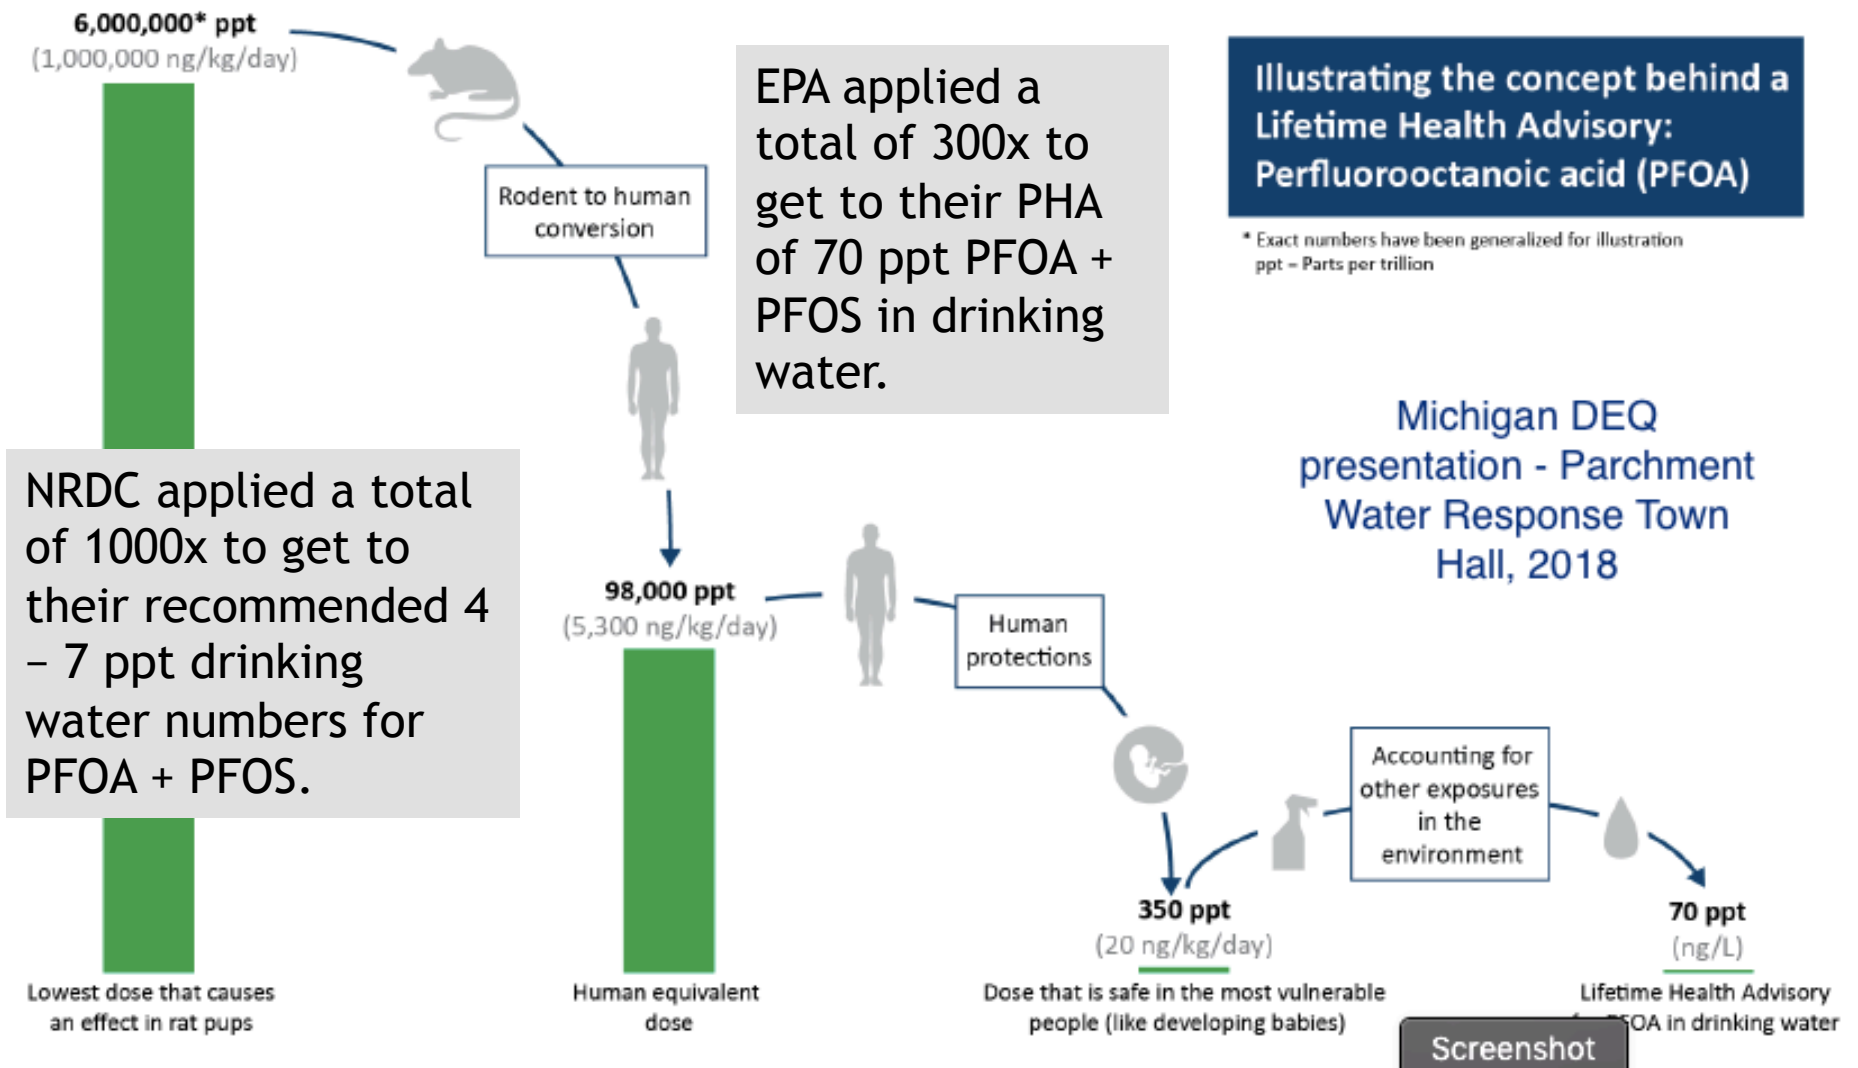 6,000,000* ppt
(1,000,000 ng/kg/day)
Rodent to human
conversion
EPA applied a
total of 300x to
get to their PHA
of 70 ppt PFOA +
PFOS in drinking
water.
Illustrating the concept behind a
Lifetime Health Advisory:
Perfluorooctanoic acid (PFOA)
* Exact numbers have been generalized for illustration
ppt – Parts per trillion
Michigan DEQ
presentation - Parchment
Water Response Town
Hall, 2018
NRDC applied a total
of 1000x to get to
their recommended 4
– 7 ppt drinking
water numbers for
PFOA + PFOS.
98,000 ppt
(5,300 ng/kg/day)
Human
protections
Accounting for
other exposures
in the
environment
350 ppt
(20 ng/kg/day)
70 ppt
(ng/L)
Lowest dose that causes
an effect in rat pups
Human equivalent
dose
Dose that is safe in the most vulnerable
people (like developing babies)
Lifetime Health Advisory
in drinking water
Screenshot